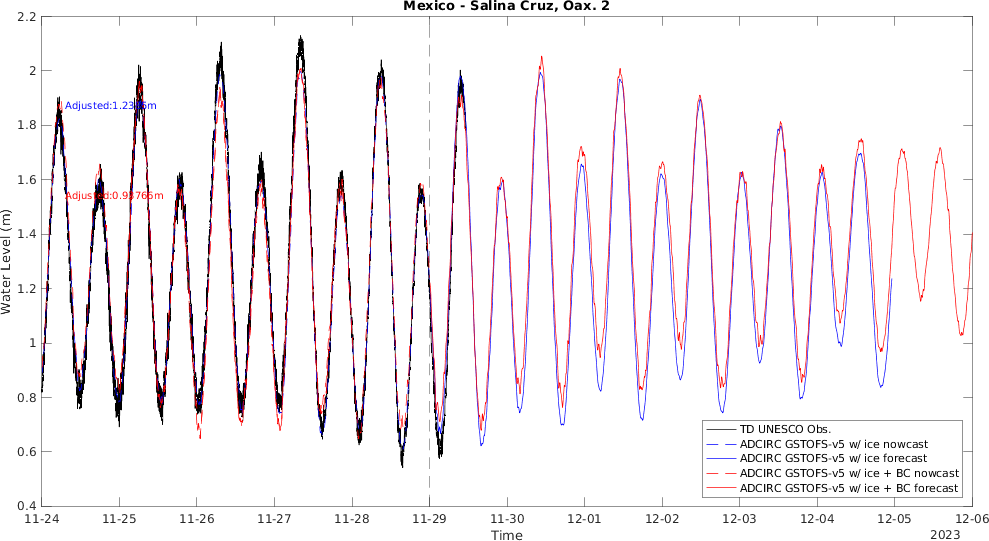 Mexico - Salina Cruz, Oax. 2
2.2
2
1.8
1.6
1.4
1.2
1
0.8
0.6
0.4
Water Level (m)
Adjusted:0.93766m
TD UNESCO Obs.
ADCIRC GSTOFS-v5 w/ ice nowcast
ADCIRC GSTOFS-v5 w/ ice forecast
ADCIRC GSTOFS-v5 w/ ice + BC nowcast
ADCIRC GSTOFS-v5 w/ ice + BC forecast
11-24 11-25 11-26 11-27 11-28 11-29 11-30 12-01 12-02 12-03 12-04 12-05 12-06
Time
2023